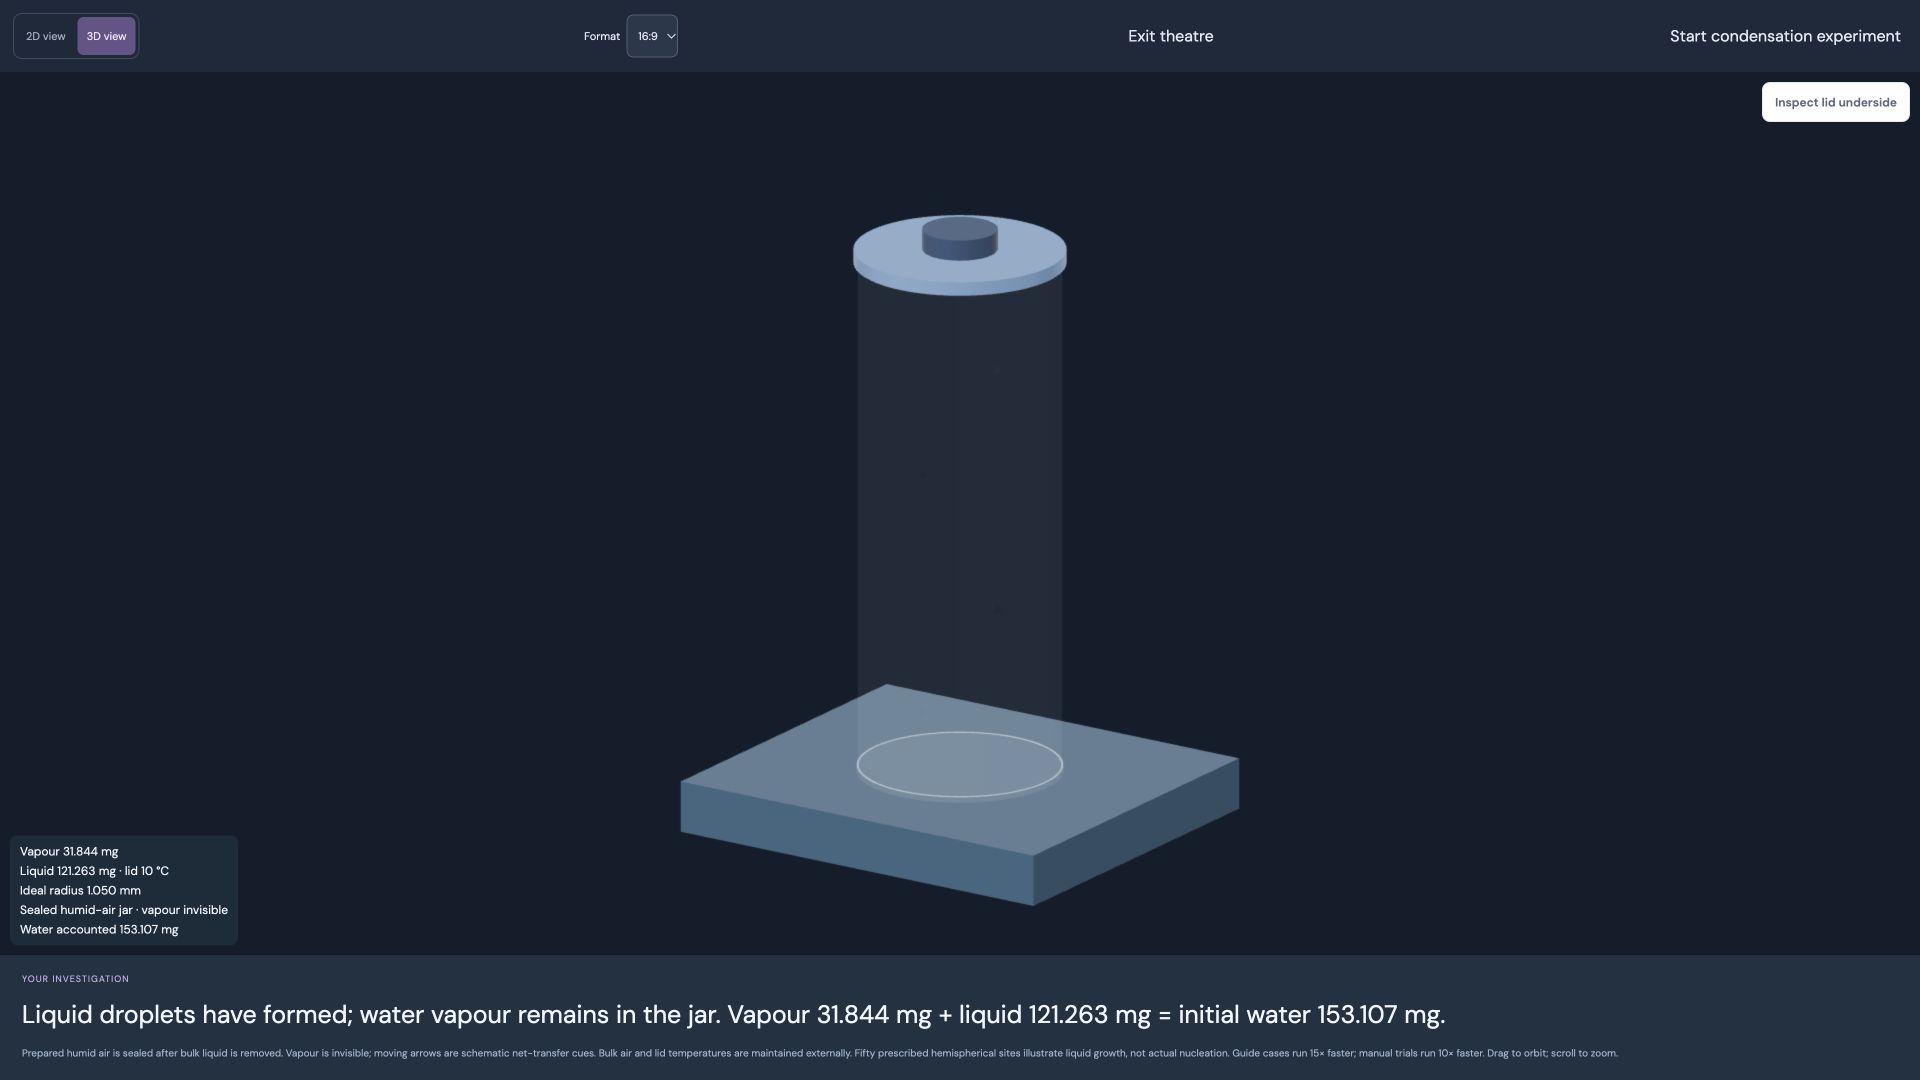 2D view
3D view
Format
16:9
Exit theatre
Start condensation experiment
Inspect lid underside
Vapour 31.844 mg
Liquid 121.263 mg · lid 10 °C
Ideal radius 1.050 mm
Sealed humid-air jar · vapour invisible
Water accounted 153.107 mg
YOUR INVESTIGATION
Liquid droplets have formed; water vapour remains in the jar. Vapour 31.844 mg + liquid 121.263 mg = initial water 153.107 mg.
Prepared humid air is sealed after bulk liquid is removed. Vapour is invisible; moving arrows are schematic net-transfer cues. Bulk air and lid temperatures are maintained externally. Fifty prescribed hemispherical sites illustrate liquid growth, not actual nucleation. Guide cases run 15× faster; manual trials run 10× faster. Drag to orbit; scroll to zoom.